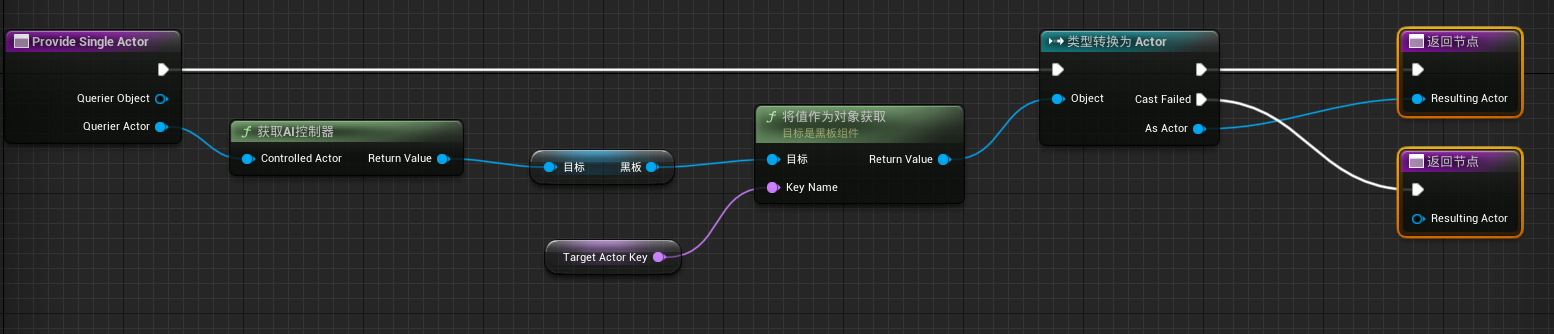 Provide Single Actor
Querier Object
Querier Actor
获取AI控制器
Controlled Actor
Return Value
目标
黑板
Target Actor Key
将值作为对象获取
目标是黑板组件
目标
Return Value
Key Name
类型转换为 Actor
Object
Cast Failed
As Actor
返回节点
Resulting Actor
返回节点
Resulting Actor